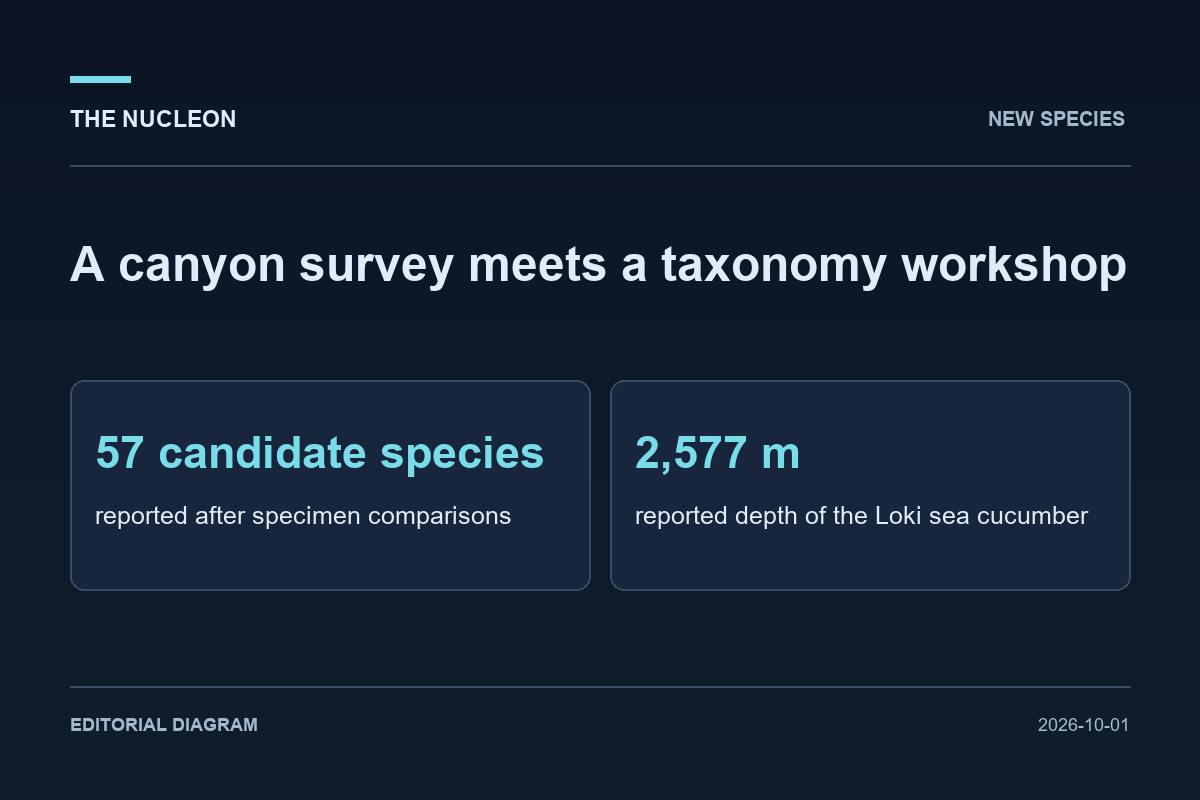 THE NUCLEON
NEW SPECIES
A canyon survey meets a taxonomy workshop
57 candidate species
reported after specimen comparisons
2,577 m
reported depth of the Loki sea cucumber
EDITORIAL DIAGRAM
2026-10-01